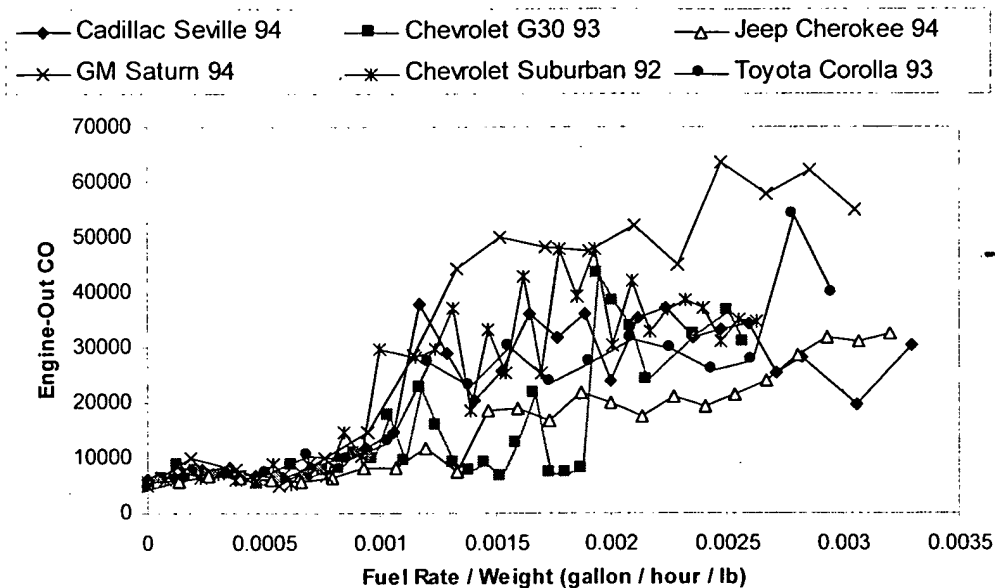 Cadillac Seville 94 Chevrolet G30 93 Jeep Cherokee 94
GM Saturn 94 Chevrolet Suburban 92 Toyota Corolla 93
70000
60000
50000
40000
30000
20000
10000
0
Engine-Out CO
0 0.0005 0.001 0.0015 0.002 0.0025 0.003 0.0035
Fuel Rate / Weight (gallon / hour / lb)